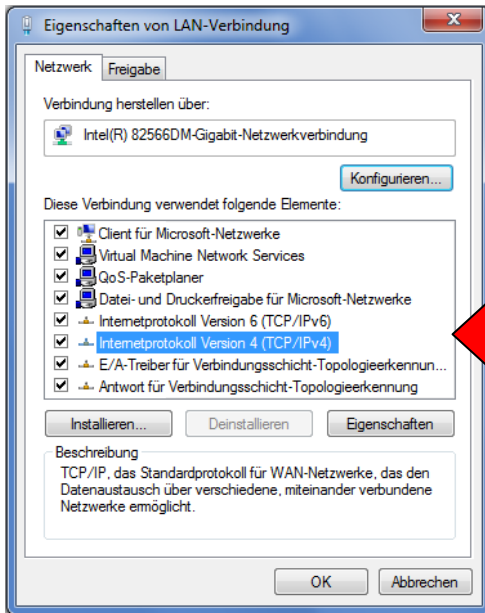 Eigenschaften von LAN-Verbindung
Netzwerk
Freigabe
Verbindung herstellen über:
Intel(R) 82566DM-Gigabit-Netzwerkverbindung
Konfigurieren...
Diese Verbindung verwendet folgende Elemente:
Client für Microsoft-Netzwerke
Virtual Machine Network Services
QoS-Paketplaner
Datei- und Druckerfreigabe für Microsoft-Netzwerke
Internetprotokoll Version 6 (TCP/IPv6)
Internetprotokoll Version 4 (TCP/IPv4)
E/A-Treiber für Verbindungsschicht-Topologieerkennun...
Antwort für Verbindungsschicht-Topologieerkennung
Installieren...
Deinstallieren
Eigenschaften
Beschreibung
TCP/IP, das Standardprotokoll für WAN-Netzwerke, das den
Datenaustausch über verschiedene, miteinander verbundene
Netzwerke ermöglicht.
OK
Abbrechen